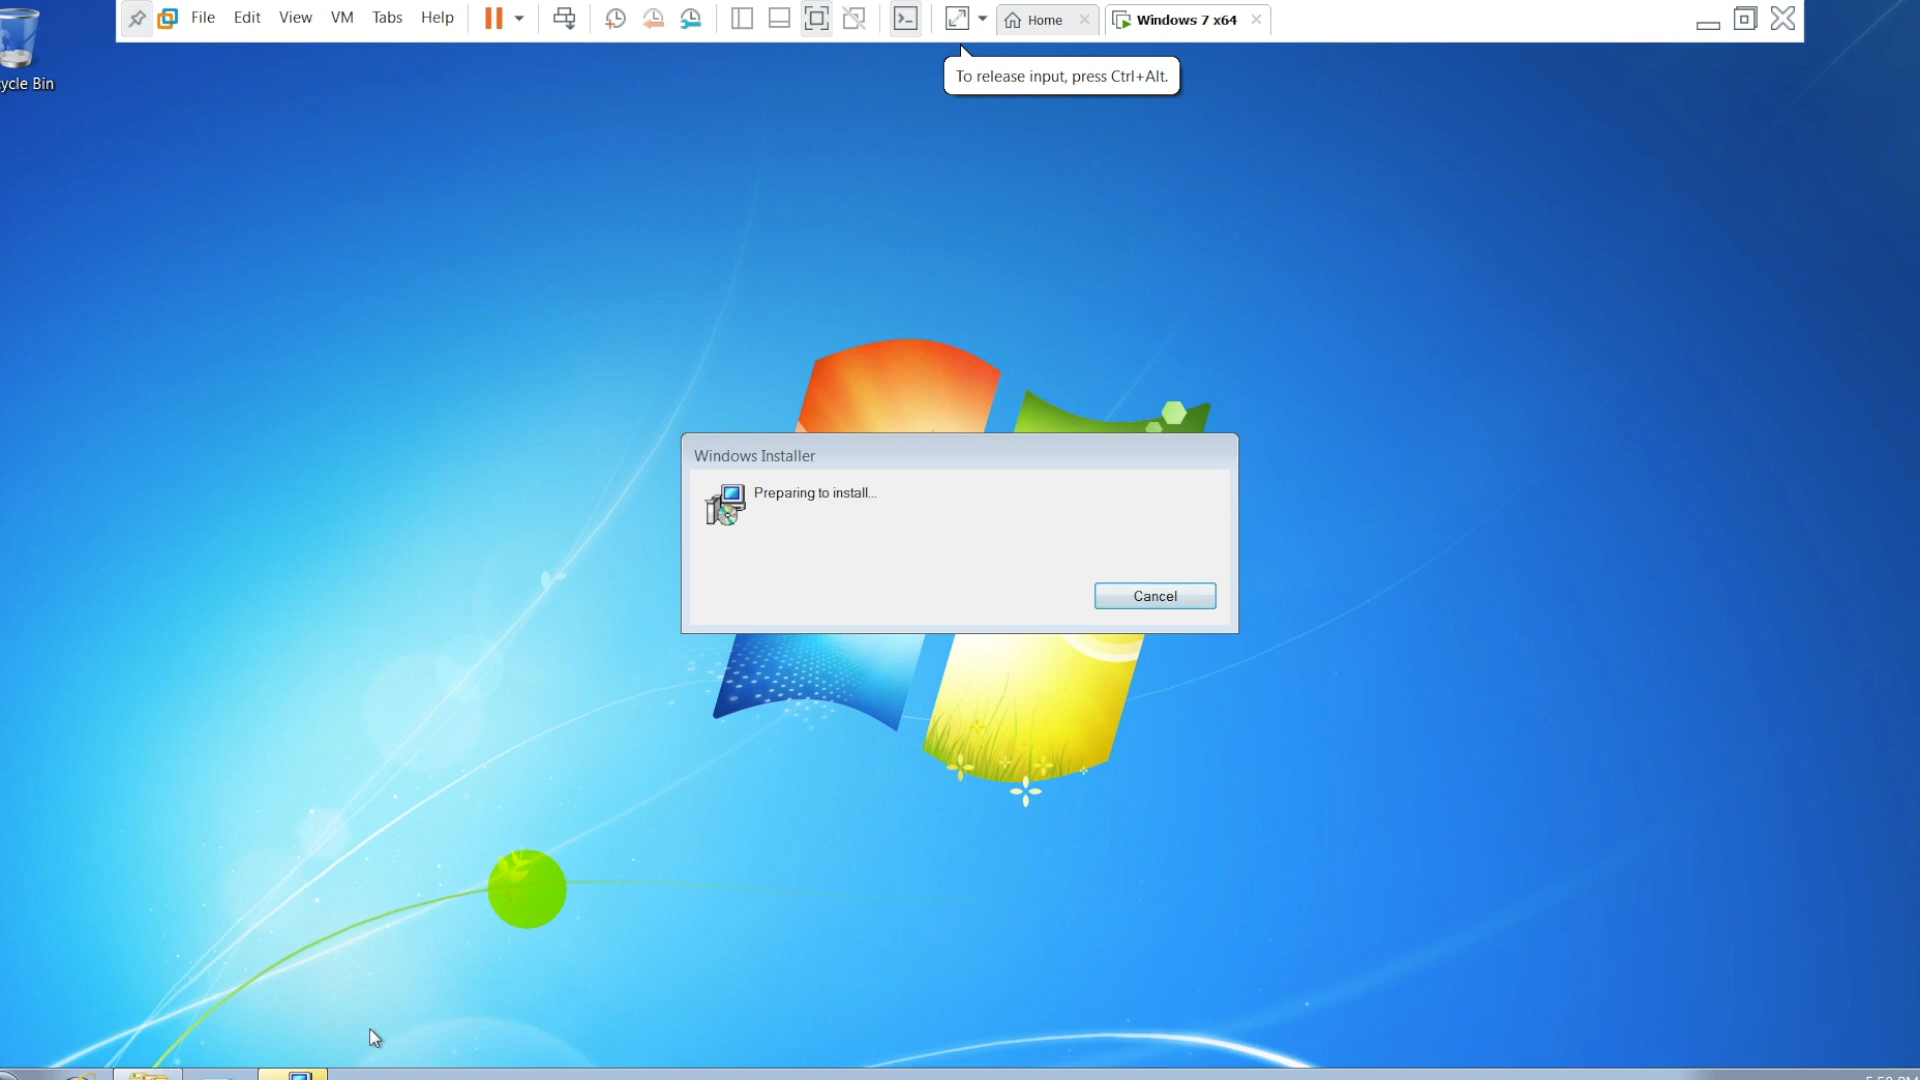 File Edit View VM Tabs Help
Home
Windows 7 x64
To release input, press Ctrl+Alt.
cycle Bin
Windows Installer
Preparing to install...
Cancel